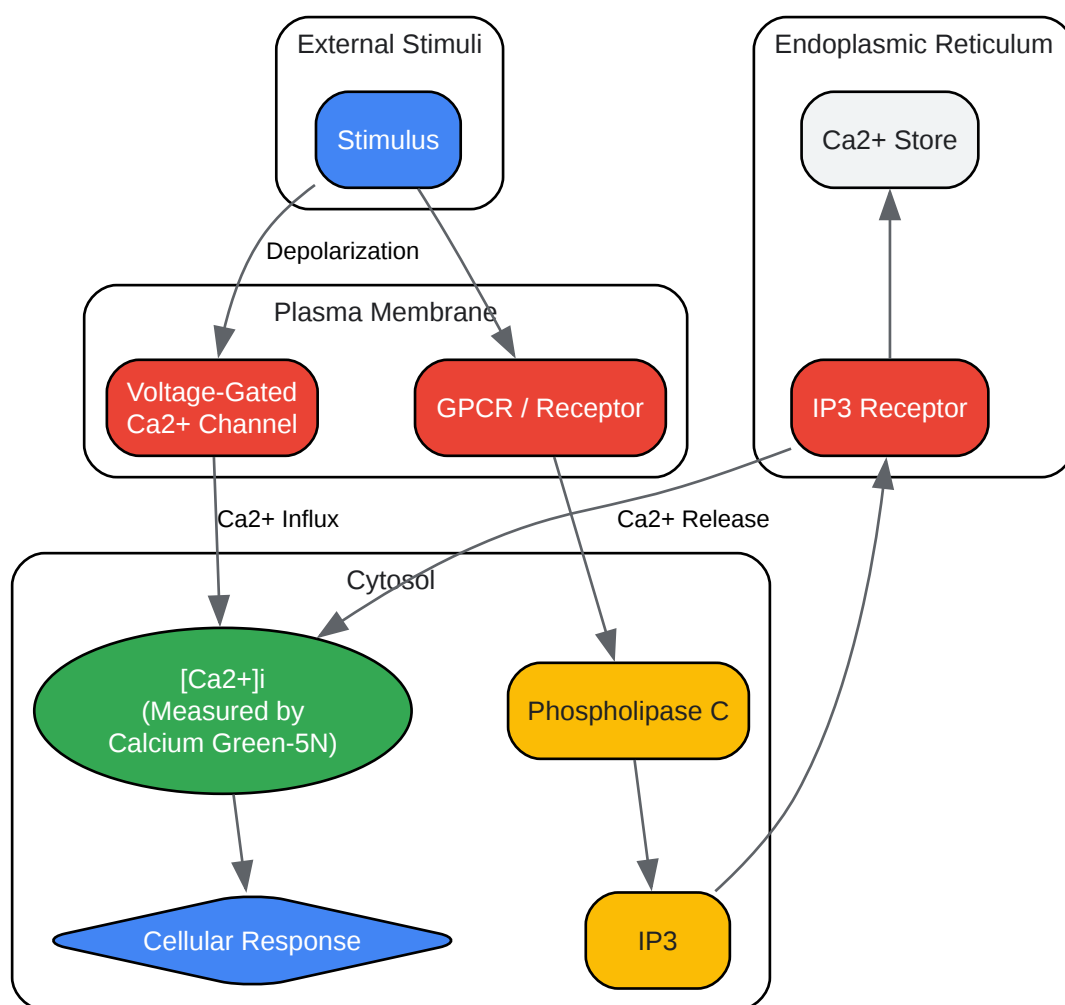 External Stimuli
Endoplasmic Reticulum
Stimulus
Ca2+ Store
Depolarization
Plasma Membrane
Voltage-Gated
Ca2+ Channel
GPCR / Receptor
IP3 Receptor
Ca2+ Influx
Ca2+ Release
Cytosol
[Ca2+]i
(Measured by
Calcium Green-5N)
Phospholipase C
Cellular Response
IP3